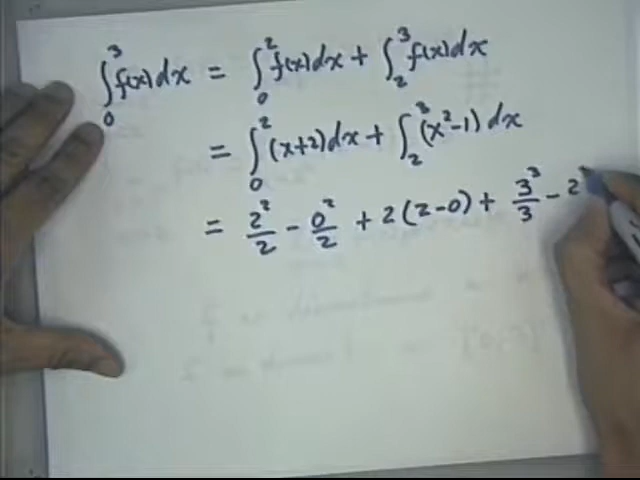 ∫₀³ f(x) dx = ∫₀² f(x) dx + ∫₂³ f(x) dx
= ∫₀² (x+2) dx + ∫₂³ (x²-1) dx
= 2²/2 - 0²/2 + 2(2-0) + 3³/3 - 2